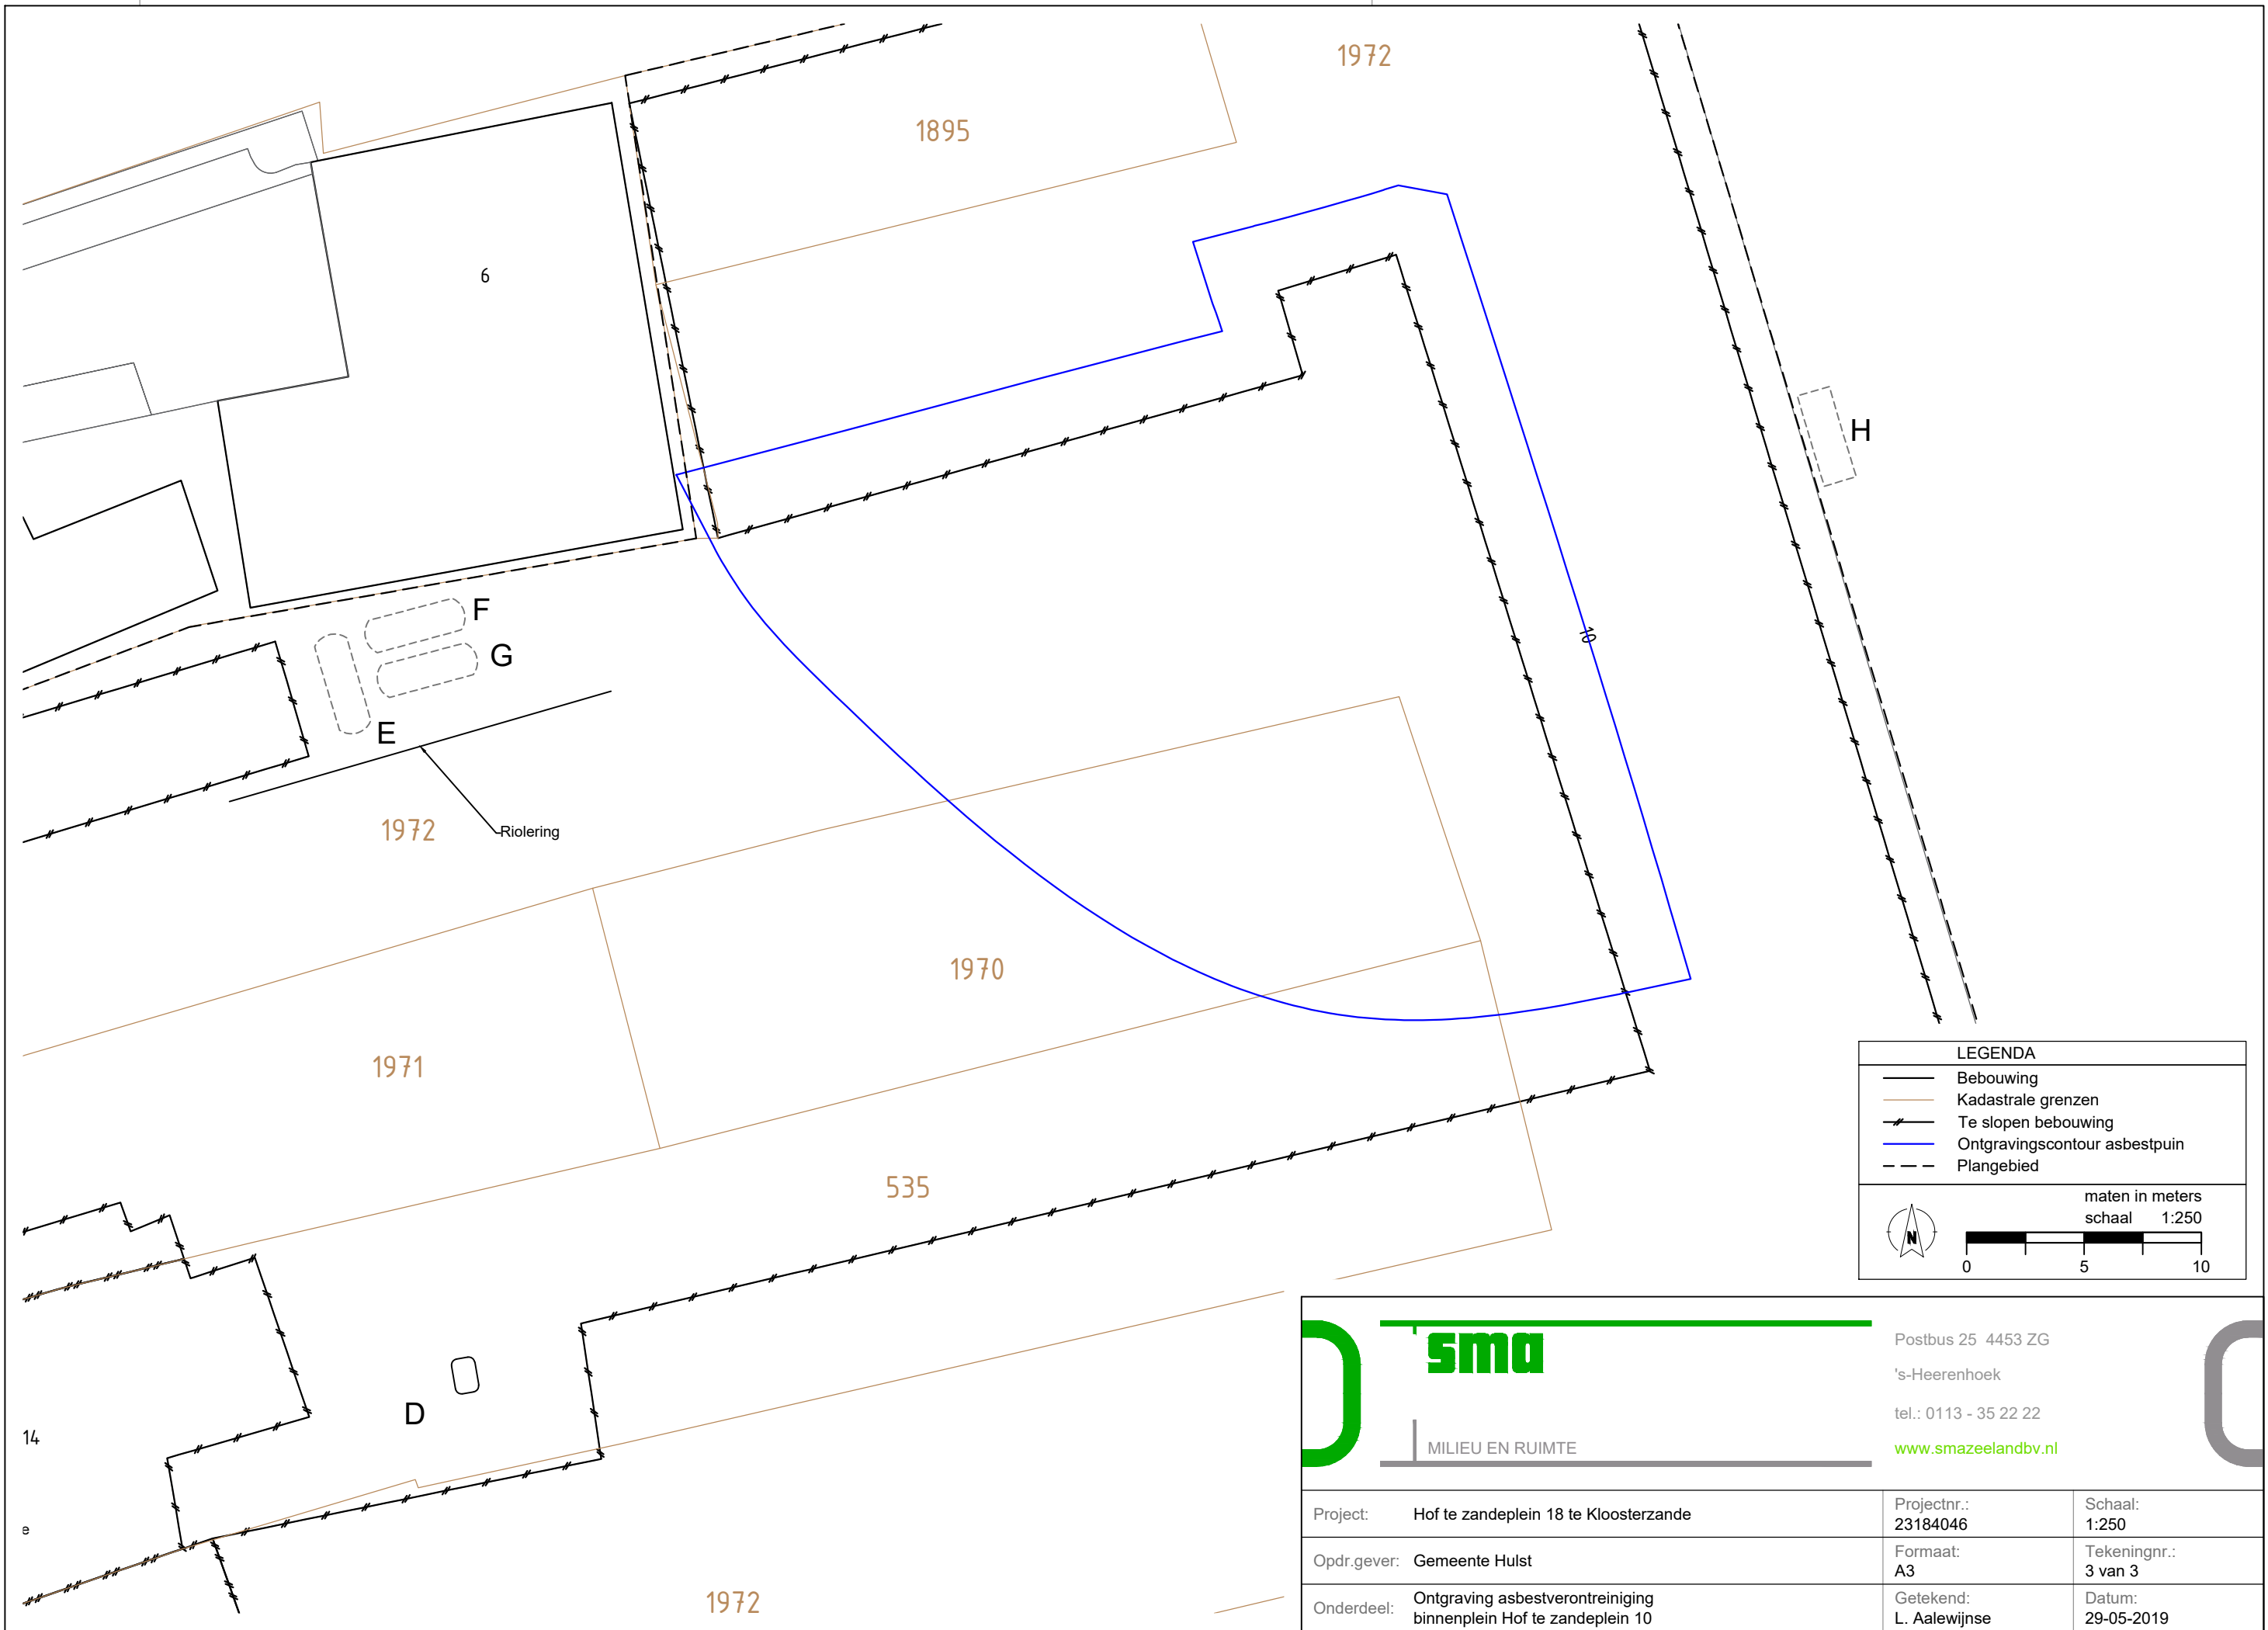 1972
1895
6
H
10
F
G
E
Riolering
1972
1970
1971
535
D
14
e
1972
LEGENDA
Bebouwing
Kadastrale grenzen
Te slopen bebouwing
Ontgravingscontour asbestpuin
Plangebied
maten in meters
schaal 1:250
N
0 5 10
sma
MILIEU EN RUIMTE
Postbus 25 4453 ZG
's-Heerenhoek
tel.: 0113 - 35 22 22
www.smazeelandbv.nl
Project: Hof te zandeplein 18 te Kloosterzande
Projectnr.:
23184046
Schaal:
1:250
Opdr.gever: Gemeente Hulst
Formaat:
A3
Tekeningnr.:
3 van 3
Onderdeel: Ontgraving asbestverontreiniging
binnenplein Hof te zandeplein 10
Getekend:
L. Aalewijnse
Datum:
29-05-2019